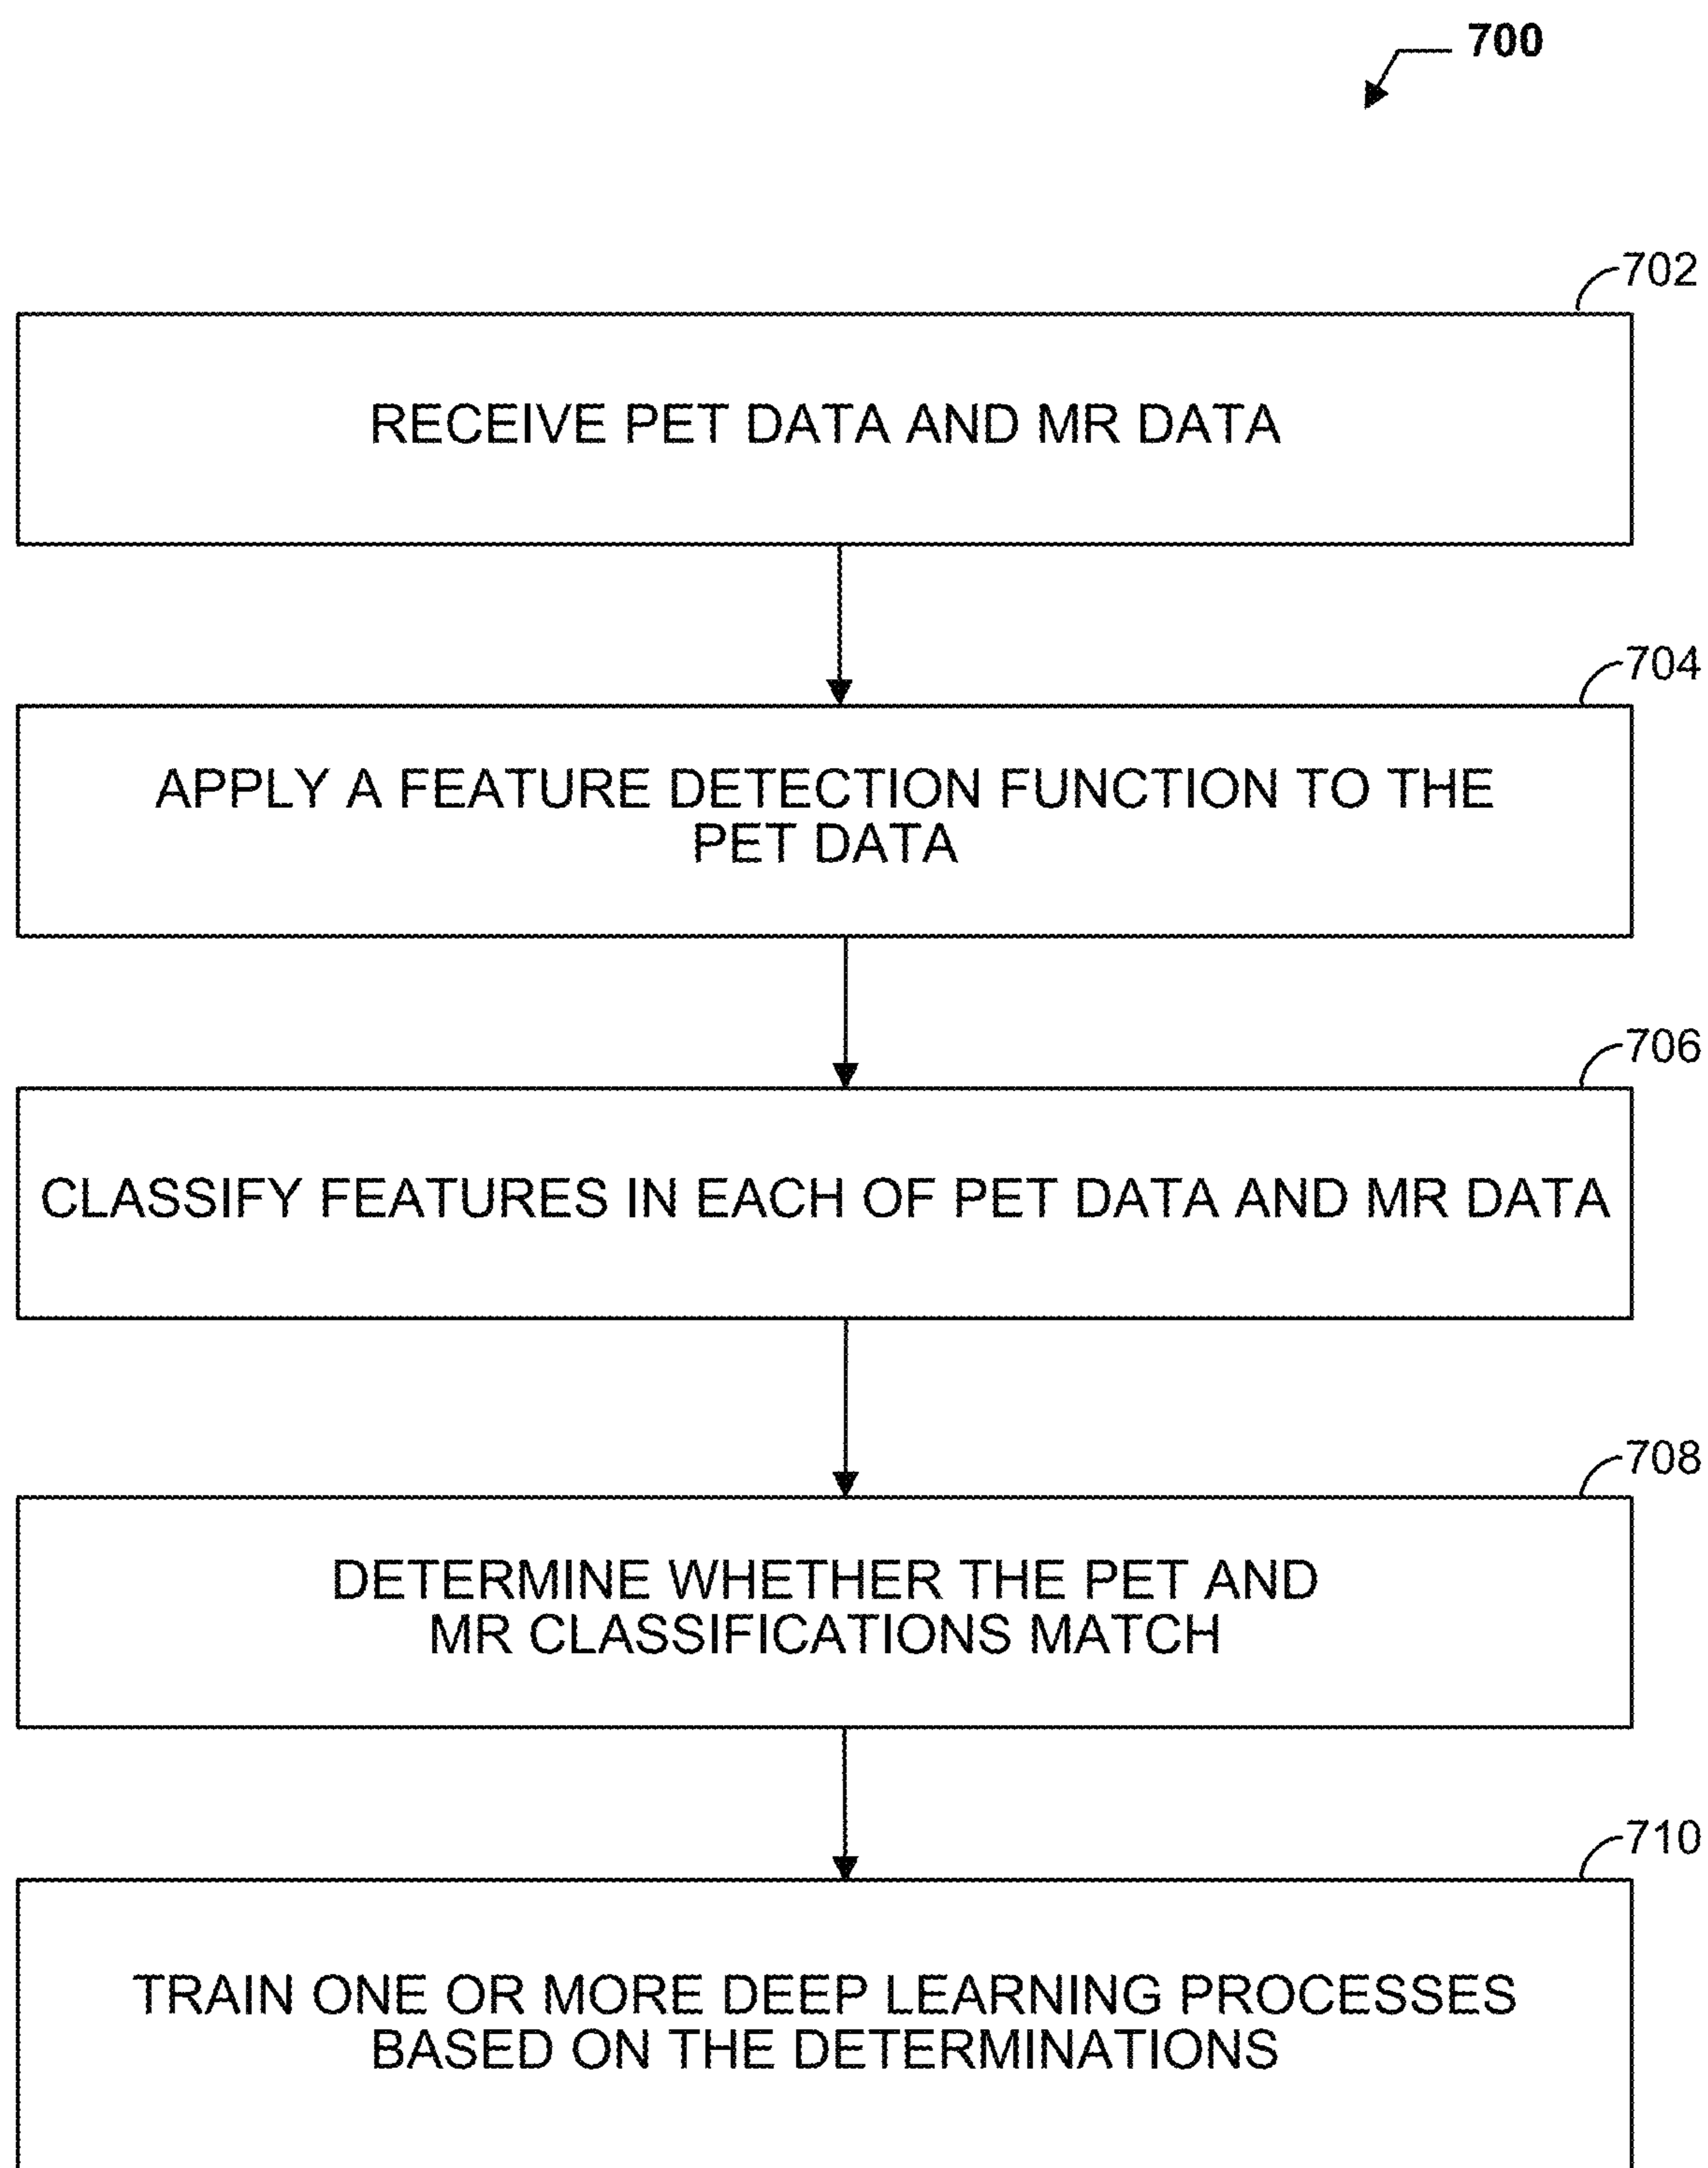 700
702
RECEIVE PET DATA AND MR DATA
704
APPLY A FEATURE DETECTION FUNCTION TO THE
PET DATA
706
CLASSIFY FEATURES IN EACH OF PET DATA AND MR DATA
708
DETERMINE WHETHER THE PET AND
MR CLASSIFICATIONS MATCH
710
TRAIN ONE OR MORE DEEP LEARNING PROCESSES
BASED ON THE DETERMINATIONS